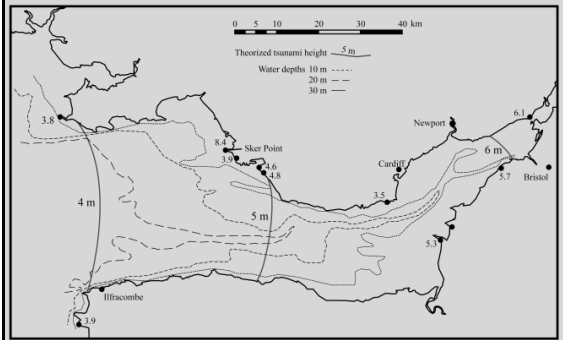 0 5 10 20 30 40 km
Theorized tsunami height 5 m
Water depths 10 m
20 m
30 m
3.8
8.4
Sker Point
3.9
4.6
4.8
Newport
6.1
Cardiff
6 m
5.7
Bristol
3.5
4 m
5 m
5.3
Ilfracombe
3.9